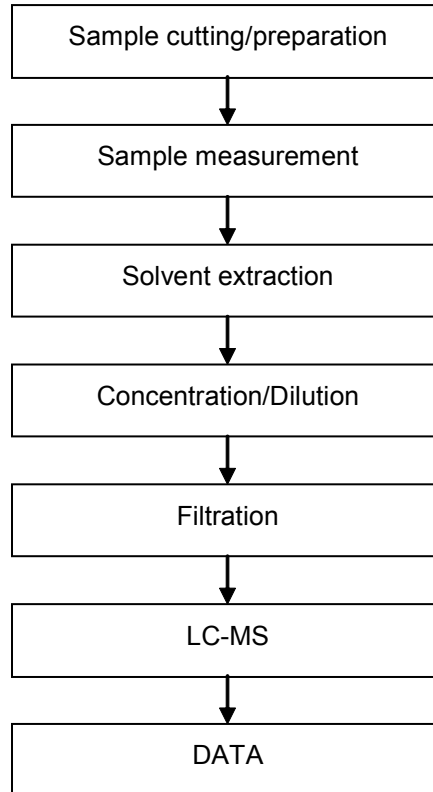 Sample cutting/preparation
Sample measurement
Solvent extraction
Concentration/Dilution
Filtration
LC-MS
DATA